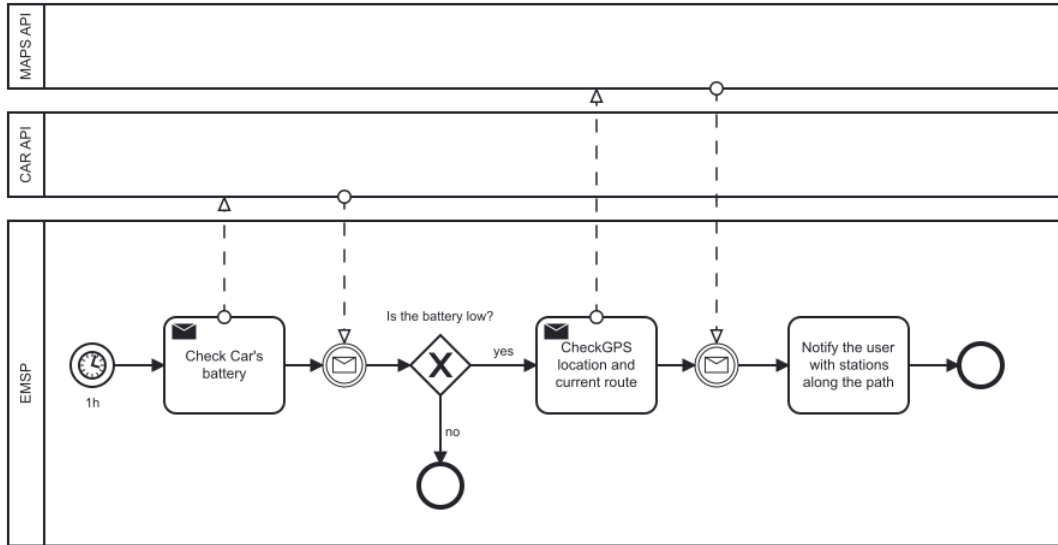 MAPS API
CAR API
EMSP
1h
Check Car's
battery
Is the battery low?
yes
no
CheckGPS
location and
current route
Notify the user
with stations
along the path